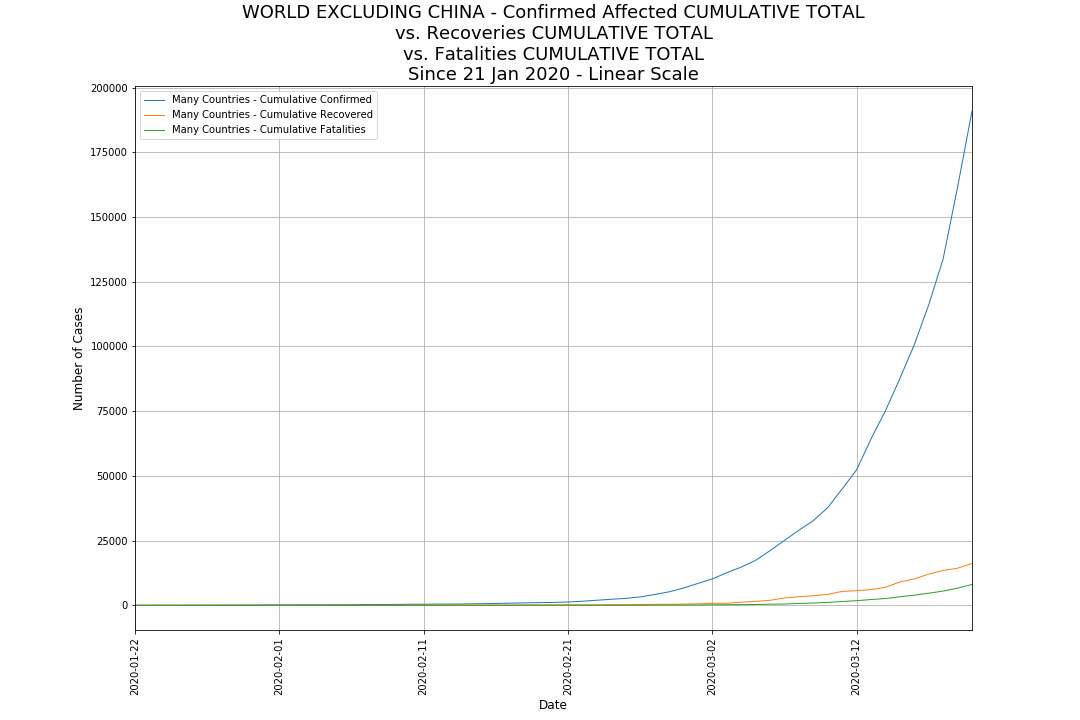 WORLD EXCLUDING CHINA - Confirmed Affected CUMULATIVE TOTAL
vs. Recoveries CUMULATIVE TOTAL
vs. Fatalities CUMULATIVE TOTAL
Since 21 Jan 2020 - Linear Scale
Many Countries - Cumulative Confirmed
Many Countries - Cumulative Recovered
Many Countries - Cumulative Fatalities
Number of Cases
200000
175000
150000
125000
100000
75000
50000
25000
0
2020-01-22
2020-02-01
2020-02-11
2020-02-21
2020-03-02
2020-03-12
Date